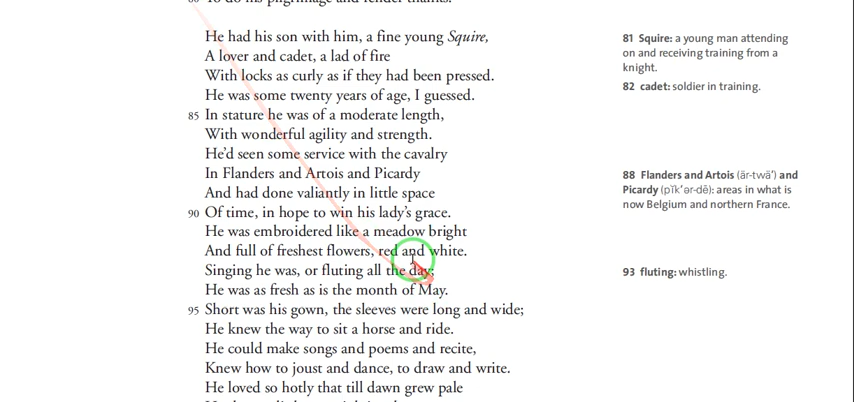 80 To do his pilgrimage and render thanks.
He had his son with him, a fine young Squire,
A lover and cadet, a lad of fire
With locks as curly as if they had been pressed.
He was some twenty years of age, I guessed.
85 In stature he was of a moderate length,
With wonderful agility and strength.
He'd seen some service with the cavalry
In Flanders and Artois and Picardy
And had done valiantly in little space
90 Of time, in hope to win his lady's grace.
He was embroidered like a meadow bright
And full of freshest flowers, red and white.
Singing he was, or fluting all the day;
He was as fresh as is the month of May.
95 Short was his gown, the sleeves were long and wide;
He knew the way to sit a horse and ride.
He could make songs and poems and recite,
Knew how to joust and dance, to draw and write.
He loved so hotly that till dawn grew pale
81 Squire: a young man attending
on and receiving training from a
knight.
82 cadet: soldier in training.
88 Flanders and Artois (är-twä′) and
Picardy (pĭk′ər-dē): areas in what is
now Belgium and northern France.
93 fluting: whistling.